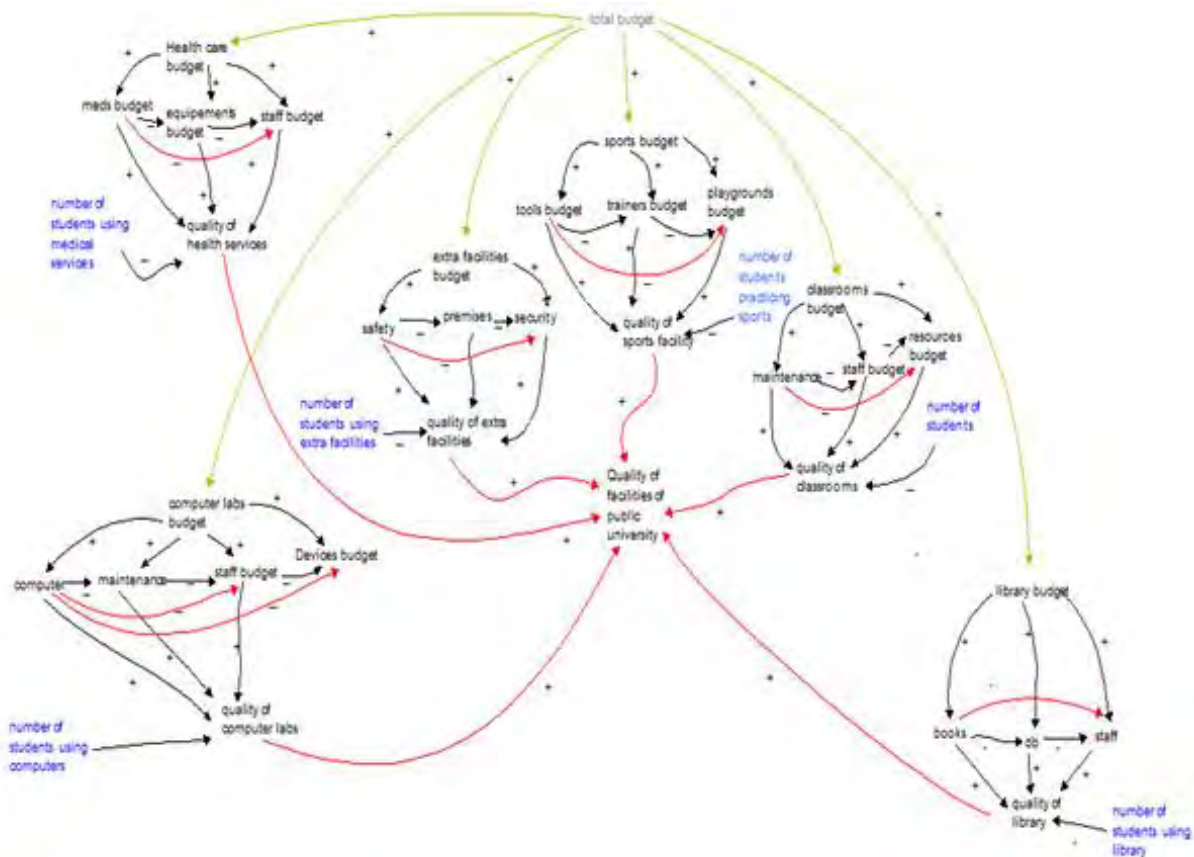 total budget
Health care
budget
meds budget
equipements
budget
staff budget
number of
students using
medical
services
quality of
health services
sports budget
tools budget
trainers budget
playgrounds
budget
number of
students
practicing
sports
quality of
sports facility
extra facilities
budget
safety
premises
security
number of
students using
extra facilities
quality of extra
facilities
classrooms
budget
maintenance
staff budget
resources
budget
number of
students
quality of
classrooms
Quality of
facilities of
public
university
computer labs
budget
computer
maintenance
staff budget
Devices budget
quality of
computer labs
number of
students using
computers
library budget
books
db
staff
quality of
library
number of
students using
library